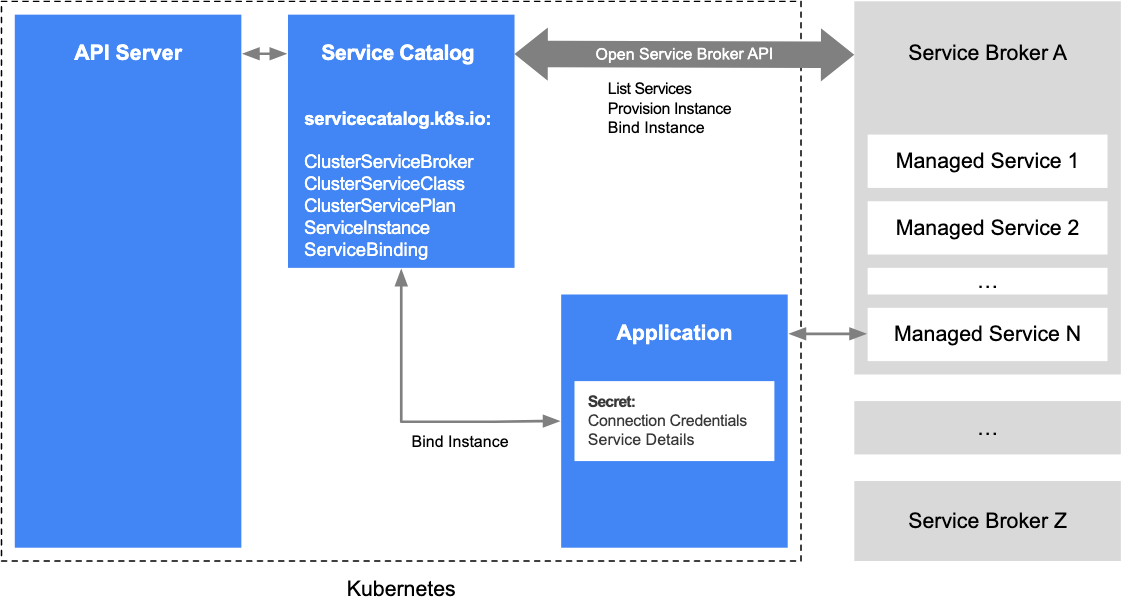 API Server
Service Catalog
servicecatalog.k8s.io:
ClusterServiceBroker
ClusterServiceClass
ClusterServicePlan
ServiceInstance
ServiceBinding
Open Service Broker API
List Services
Provision Instance
Bind Instance
Service Broker A
Managed Service 1
Managed Service 2
...
Managed Service N
Application
Secret:
Connection Credentials
Service Details
Bind Instance
...
Service Broker Z
Kubernetes